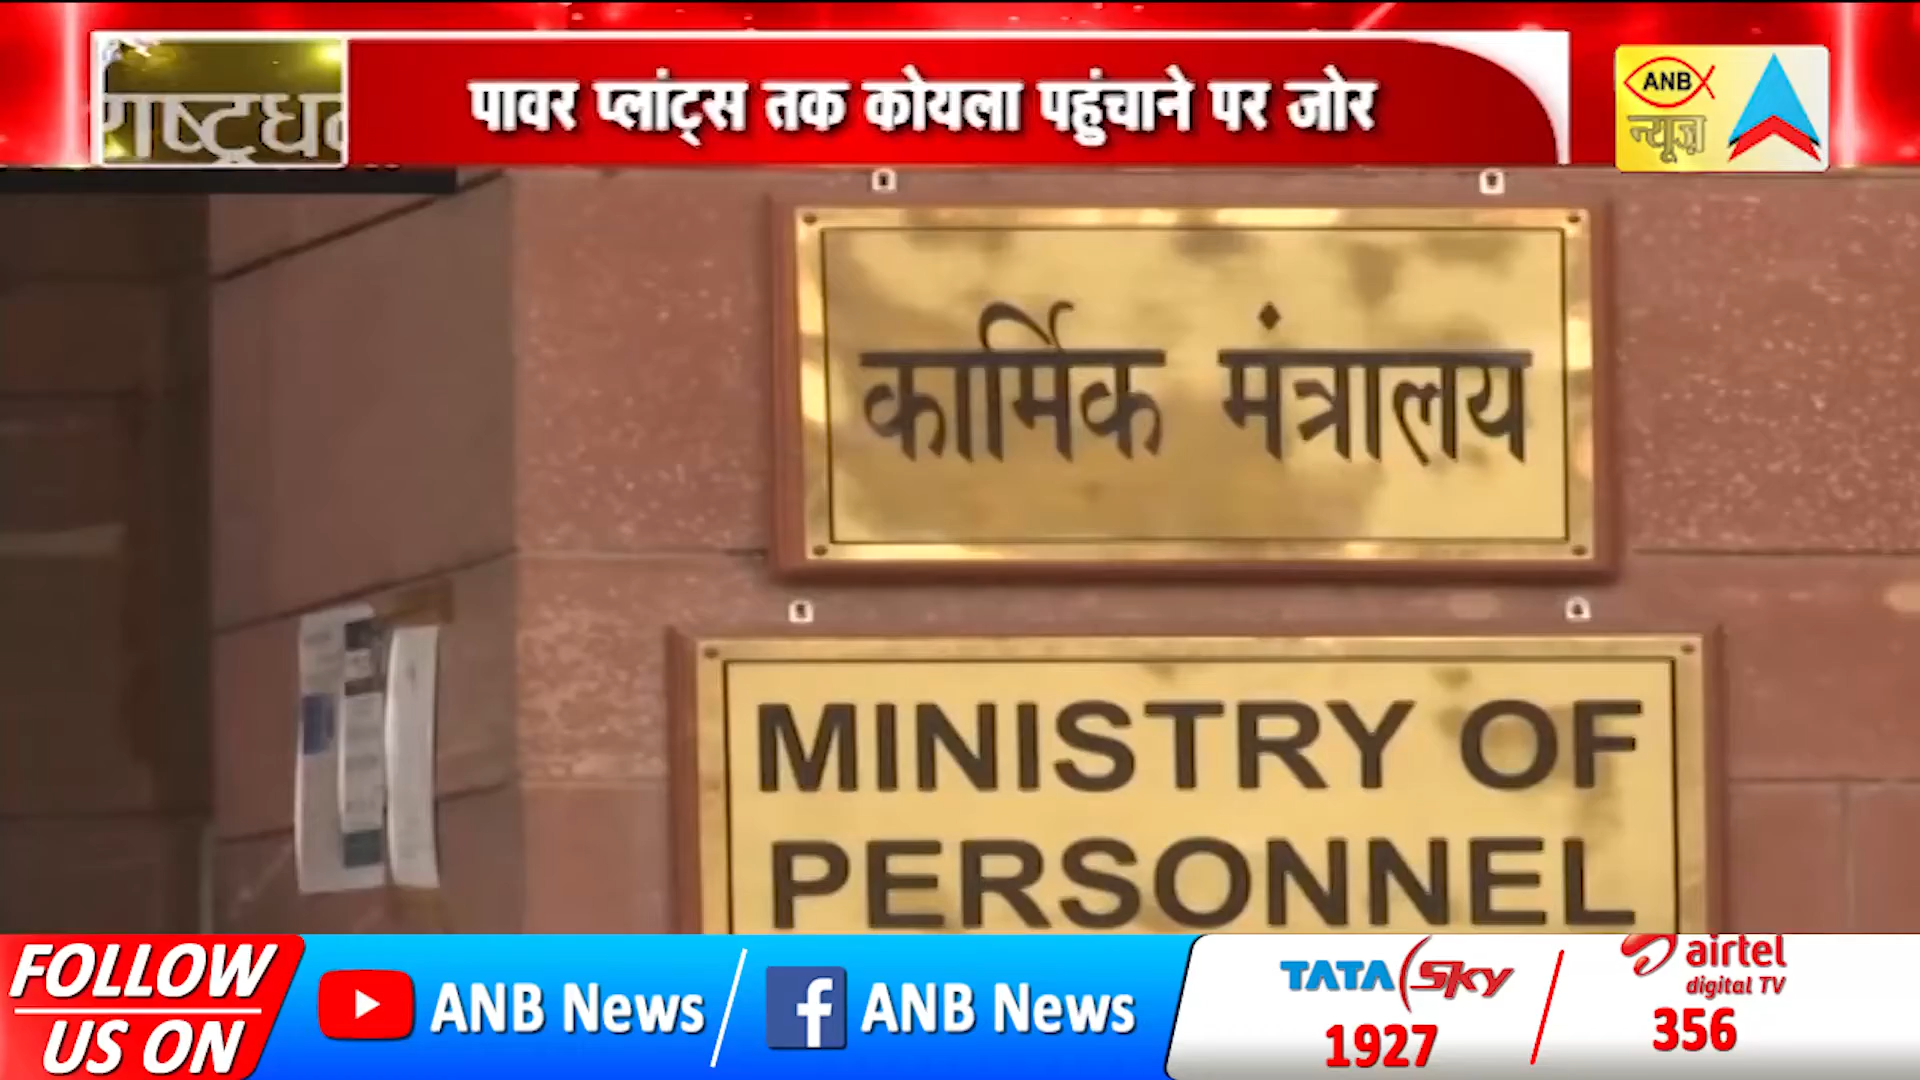 राष्ट्रधर्म
पावर प्लांट्स तक कोयला पहुंचाने पर जोर
ANB
न्यूज़
कार्मिक मंत्रालय
MINISTRY OF
PERSONNEL
FOLLOW
US ON
ANB News
ANB News
TATA Sky
1927
airtel
digital TV
356